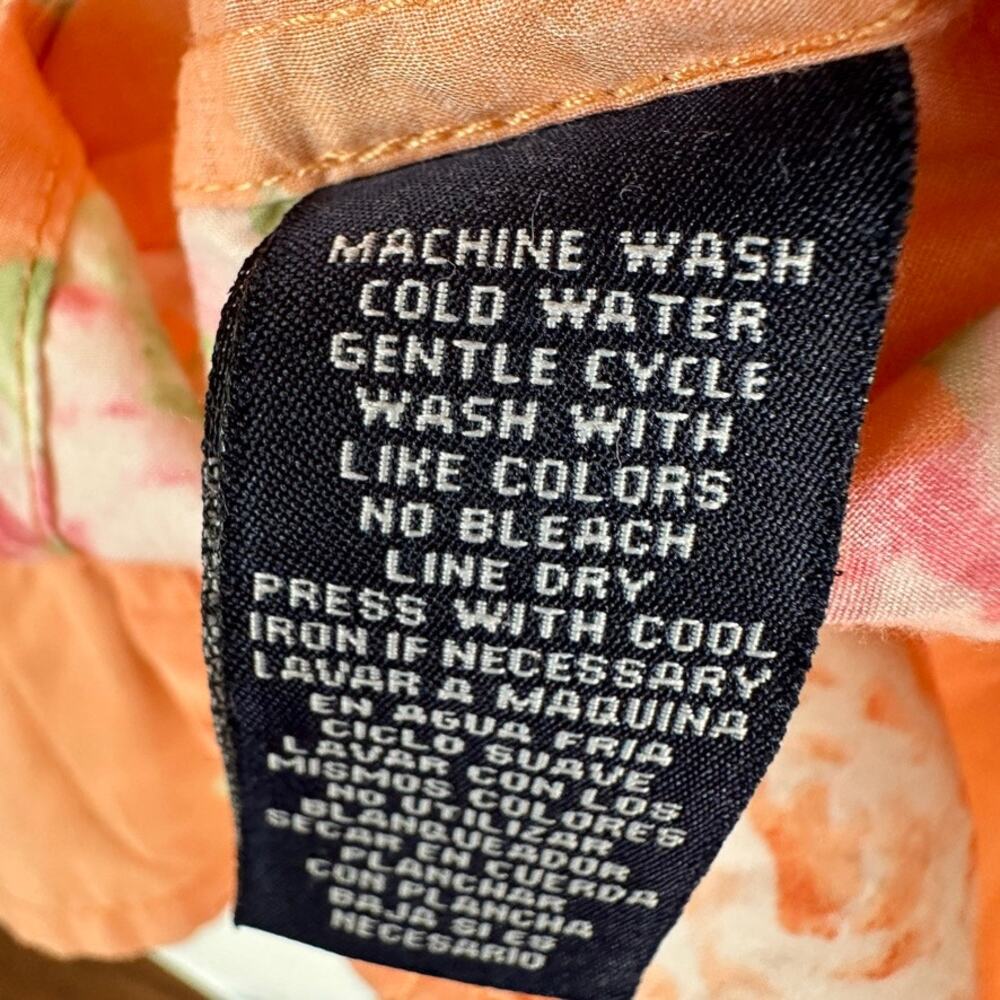 MACHINE WASH
COLD WATER
GENTLE CYCLE
WASH WITH
LIKE COLORS
NO BLEACH
LINE DRY
PRESS WITH COOL
IRON IF NECESSARY
LAVAR A MAQUINA
EN AGUA FRIA
CICLO SUAVE
LAVAR CON LOS
MISMOS COLORES
NO UTILIZAR
BLANQUEADOR
SECAR EN CUERDA
PLANCHAR
CON PLANCHA
BAJA SI ES
NECESARIO